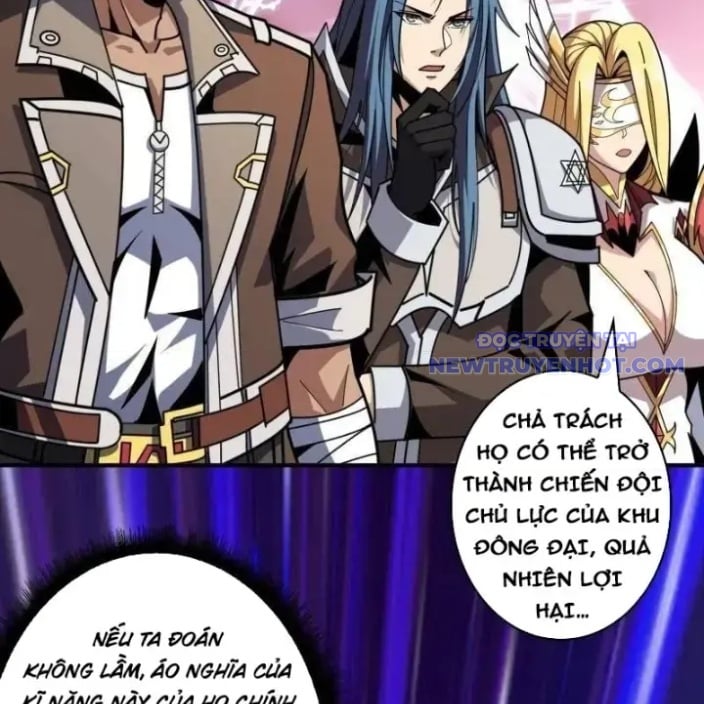 ĐỌC TRUYỆN TẠI
NEWTRUYENHOT.COM
CHẢ TRÁCH
HỌ CÓ THỂ TRỞ
THÀNH CHIẾN ĐỘI
CHỦ LỰC CỦA KHU
ĐÔNG ĐẠI, QUẢ
NHIÊN LỢI
HẠI...
NẾU TA ĐOÁN
KHÔNG LẦM, ÁO NGHĨA CỦA
KĨ NĂNG NÀY CỦA HỌ CHÍNH